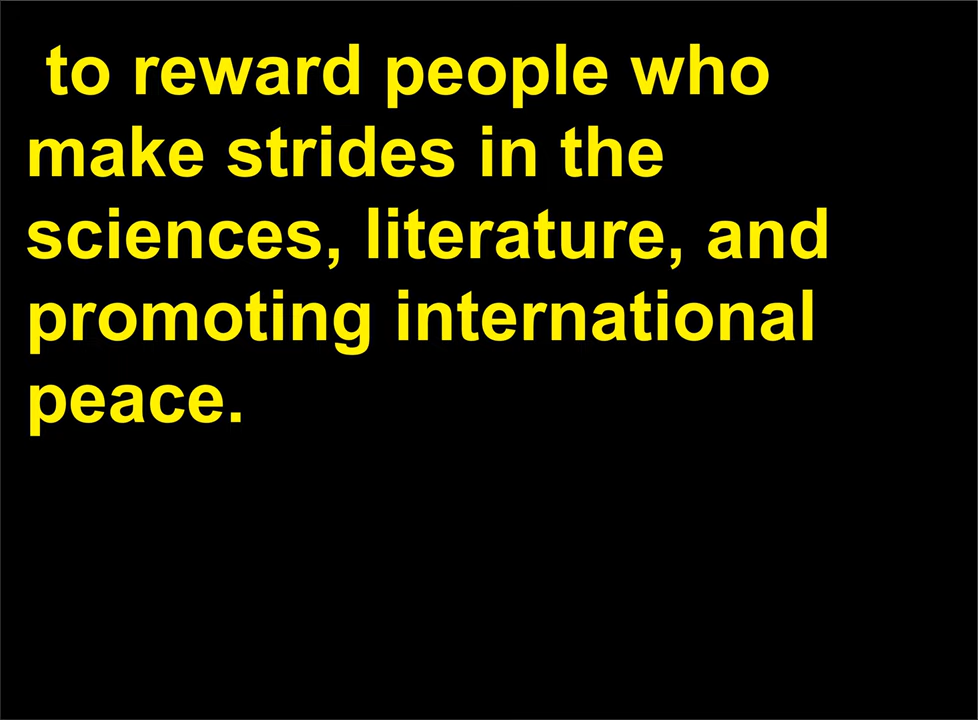 to reward people who
make strides in the
sciences, literature, and
promoting international
peace.